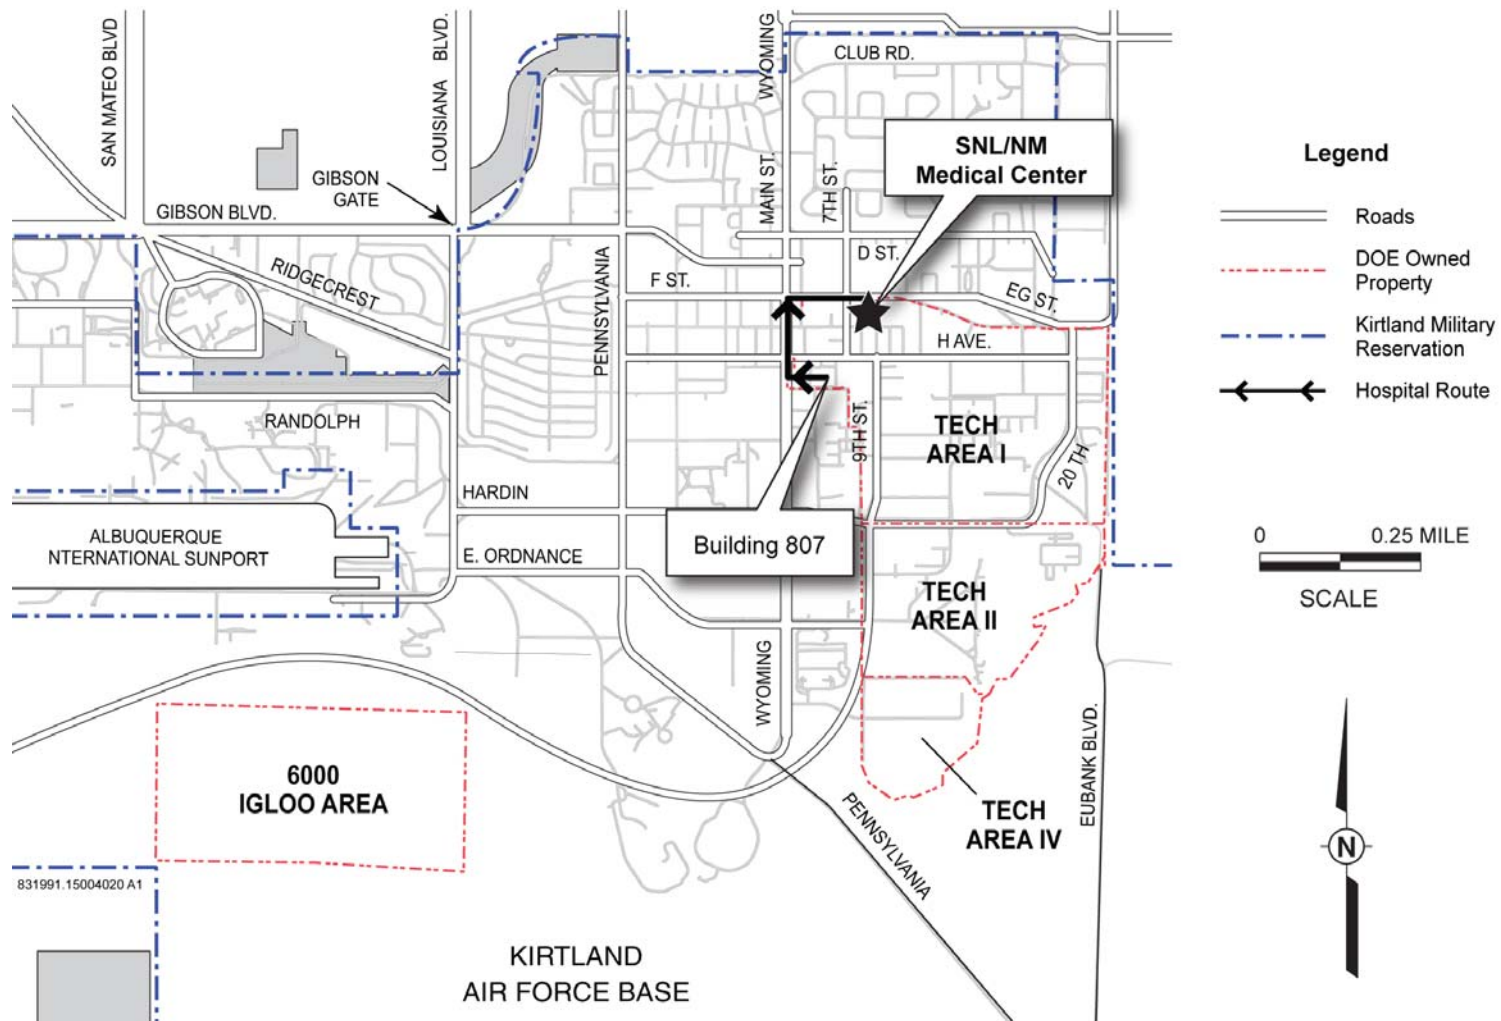 SAN MATEO BLVD
LOUISIANA BLVD.
WYOMING
CLUB RD.
SNL/NM
Medical Center
GIBSON
GATE
GIBSON BLVD.
MAIN ST.
7TH ST.
D ST.
RIDGECREST
PENNSYLVANIA
F ST.
EG ST.
H AVE.
RANDOLPH
9TH ST.
TECH
AREA I
20 TH
HARDIN
ALBUQUERQUE
NTERNATIONAL SUNPORT
E. ORDNANCE
Building 807
TECH
AREA II
WYOMING
6000
IGLOO AREA
EUBANK BLVD.
PENNSYLVANIA
TECH
AREA IV
831991.15004020 A1
KIRTLAND
AIR FORCE BASE
Legend
Roads
DOE Owned
Property
Kirtland Military
Reservation
Hospital Route
0 0.25 MILE
SCALE
N